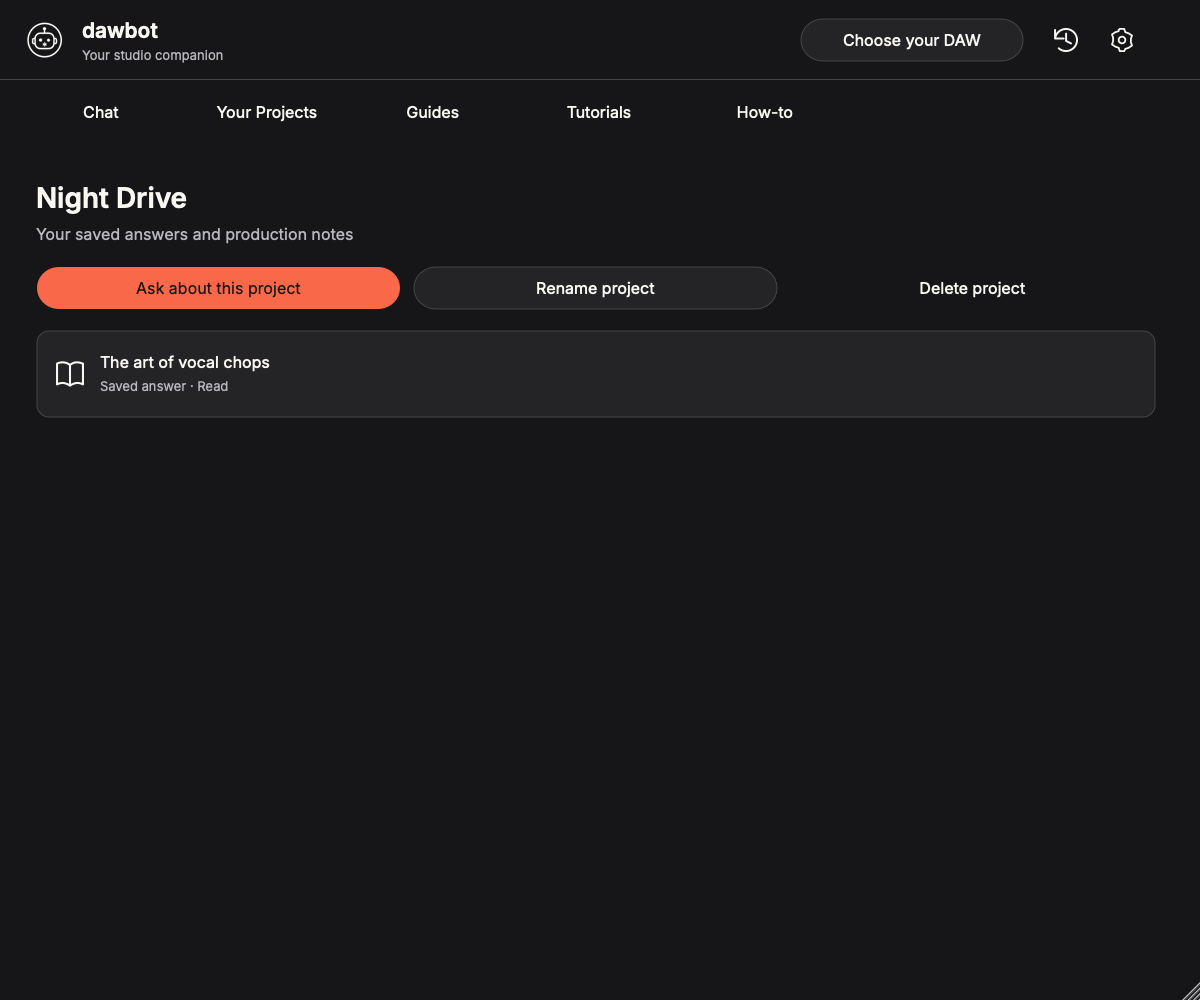 dawbot
Your studio companion
Choose your DAW
Chat
Your Projects
Guides
Tutorials
How-to
Night Drive
Your saved answers and production notes
Ask about this project
Rename project
Delete project
The art of vocal chops
Saved answer · Read